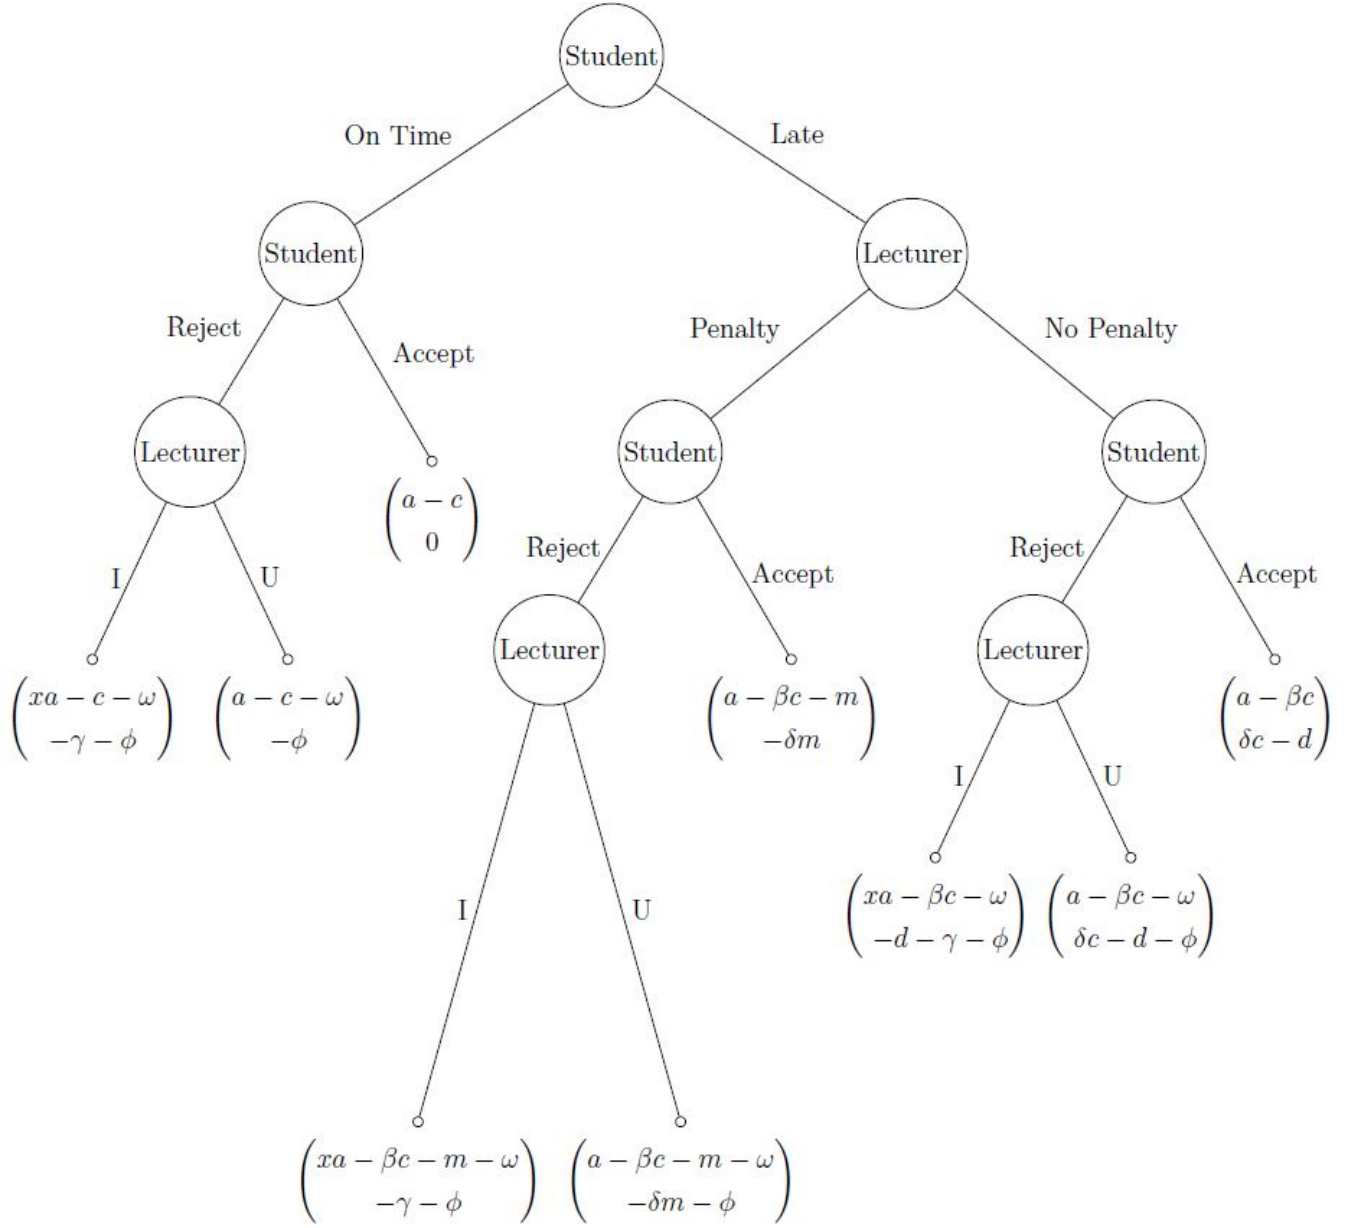 Student
On Time
Late
Student
Lecturer
Reject
Accept
Penalty
No Penalty
Lecturer
a − c
0
Student
Student
I
U
Reject
Accept
Reject
Accept
xa − c − ω
−γ − ϕ
a − c − ω
−ϕ
Lecturer
a − βc − m
−δm
Lecturer
a − βc
δc − d
I
U
I
U
xa − βc − ω
−d − γ − ϕ
a − βc − ω
δc − d − ϕ
xa − βc − m − ω
−γ − ϕ
a − βc − m − ω
−δm − ϕ